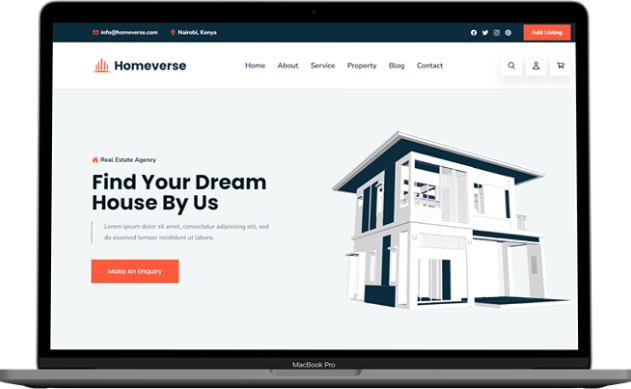 info@homeverse.com
Nairobi, Kenya
Add Listing
Homeverse
Home
About
Service
Property
Blog
Contact
Real Estate Agency
Find Your Dream
House By Us
Lorem ipsum dolor sit amet, consectetur adipisicing elit, sed
do eiusmod tempor incididunt ut labore.
Make An Enquiry
MacBook Pro